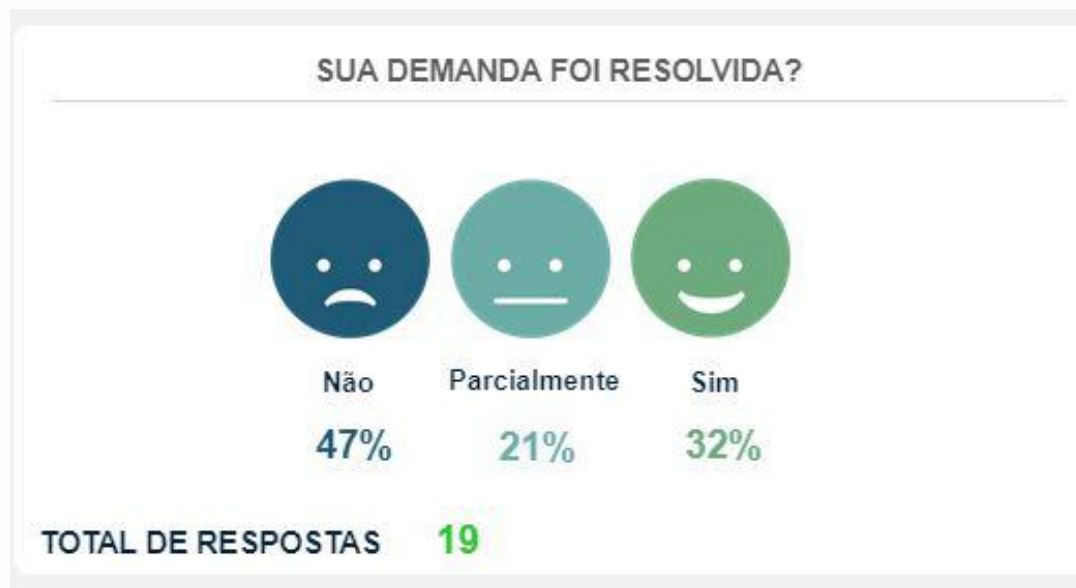 SUA DEMANDA FOI RESOLVIDA?
Não Parcialmente Sim
47% 21% 32%
TOTAL DE RESPOSTAS 19